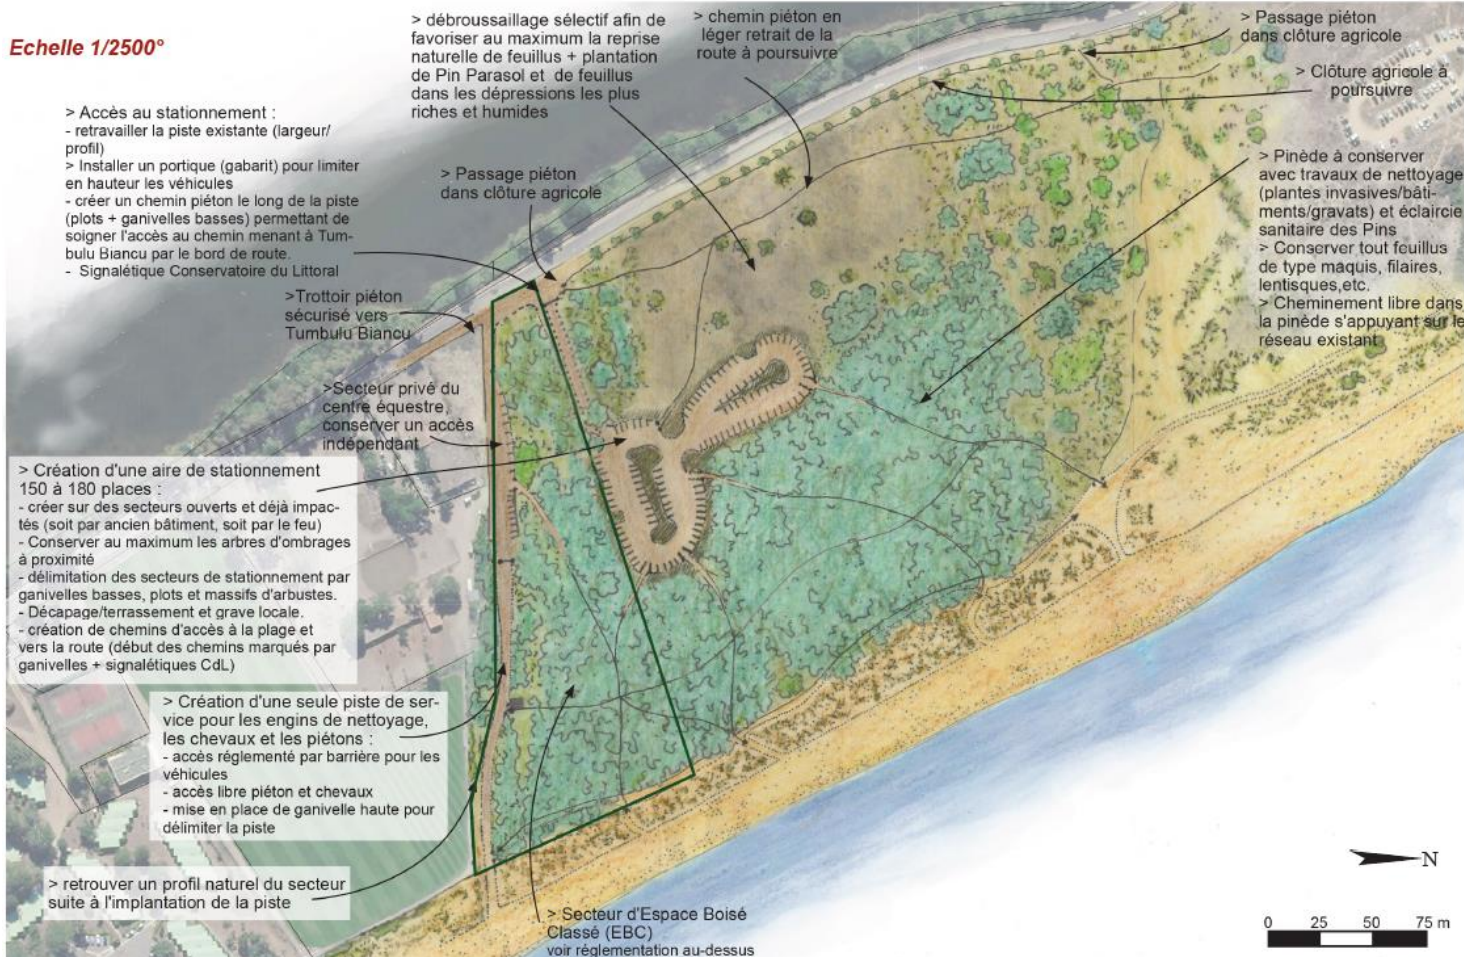 Echelle 1/2500°
> débroussaillage sélectif afin de
favoriser au maximum la reprise
naturelle de feuillus + plantation
de Pin Parasol et de feuillus
dans les dépressions les plus
riches et humides
> chemin piéton en
léger retrait de la
route à poursuivre
> Passage piéton
dans clôture agricole
> Clôture agricole à
poursuivre
> Accès au stationnement :
- retravailler la piste existante (largeur/
profil)
> Installer un portique (gabarit) pour limiter
en hauteur les véhicules
- créer un chemin piéton le long de la piste
(plots + ganivelles basses) permettant de
soigner l'accès au chemin menant à Tum-
bulu Biancu par le bord de route.
- Signalétique Conservatoire du Littoral
> Passage piéton
dans clôture agricole
> Pinède à conserver
avec travaux de nettoyage
(plantes invasives/bâti-
ments/gravats) et éclaircie
sanitaire des Pins
> Conserver tout feuillus
de type maquis, filaires,
lentisques,etc.
> Cheminement libre dans
la pinède s'appuyant sur le
réseau existant
>Trottoir piéton
sécurisé vers
Tumbulu Biancu
>Secteur privé du
centre équestre,
conserver un accès
indépendant
> Création d'une aire de stationnement
150 à 180 places :
- créer sur des secteurs ouverts et déjà impac-
tés (soit par ancien bâtiment, soit par le feu)
- Conserver au maximum les arbres d'ombrages
à proximité
- délimitation des secteurs de stationnement par
ganivelles basses, plots et massifs d'arbustes.
- Décapage/terrassement et grave locale.
- création de chemins d'accès à la plage et
vers la route (début des chemins marqués par
ganivelles + signalétiques CdL)
> Création d'une seule piste de ser-
vice pour les engins de nettoyage,
les chevaux et les piétons :
- accès réglementé par barrière pour les
véhicules
- accès libre piéton et chevaux
- mise en place de ganivelle haute pour
délimiter la piste
> retrouver un profil naturel du secteur
suite à l'implantation de la piste
> Secteur d'Espace Boisé
Classé (EBC)
voir réglementation au-dessus
N
0 25 50 75 m